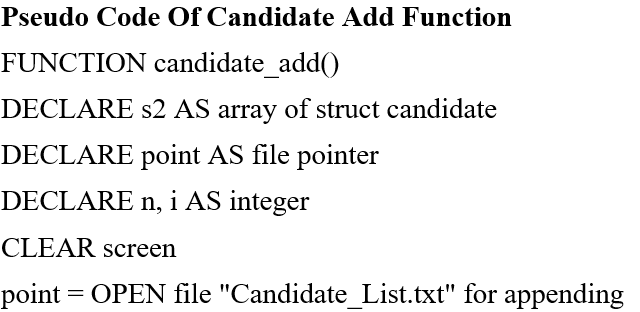 Pseudo Code Of Candidate Add Function
FUNCTION candidate_add()
DECLARE s2 AS array of struct candidate
DECLARE point AS file pointer
DECLARE n, i AS integer
CLEAR screen
point = OPEN file "Candidate_List.txt" for appending